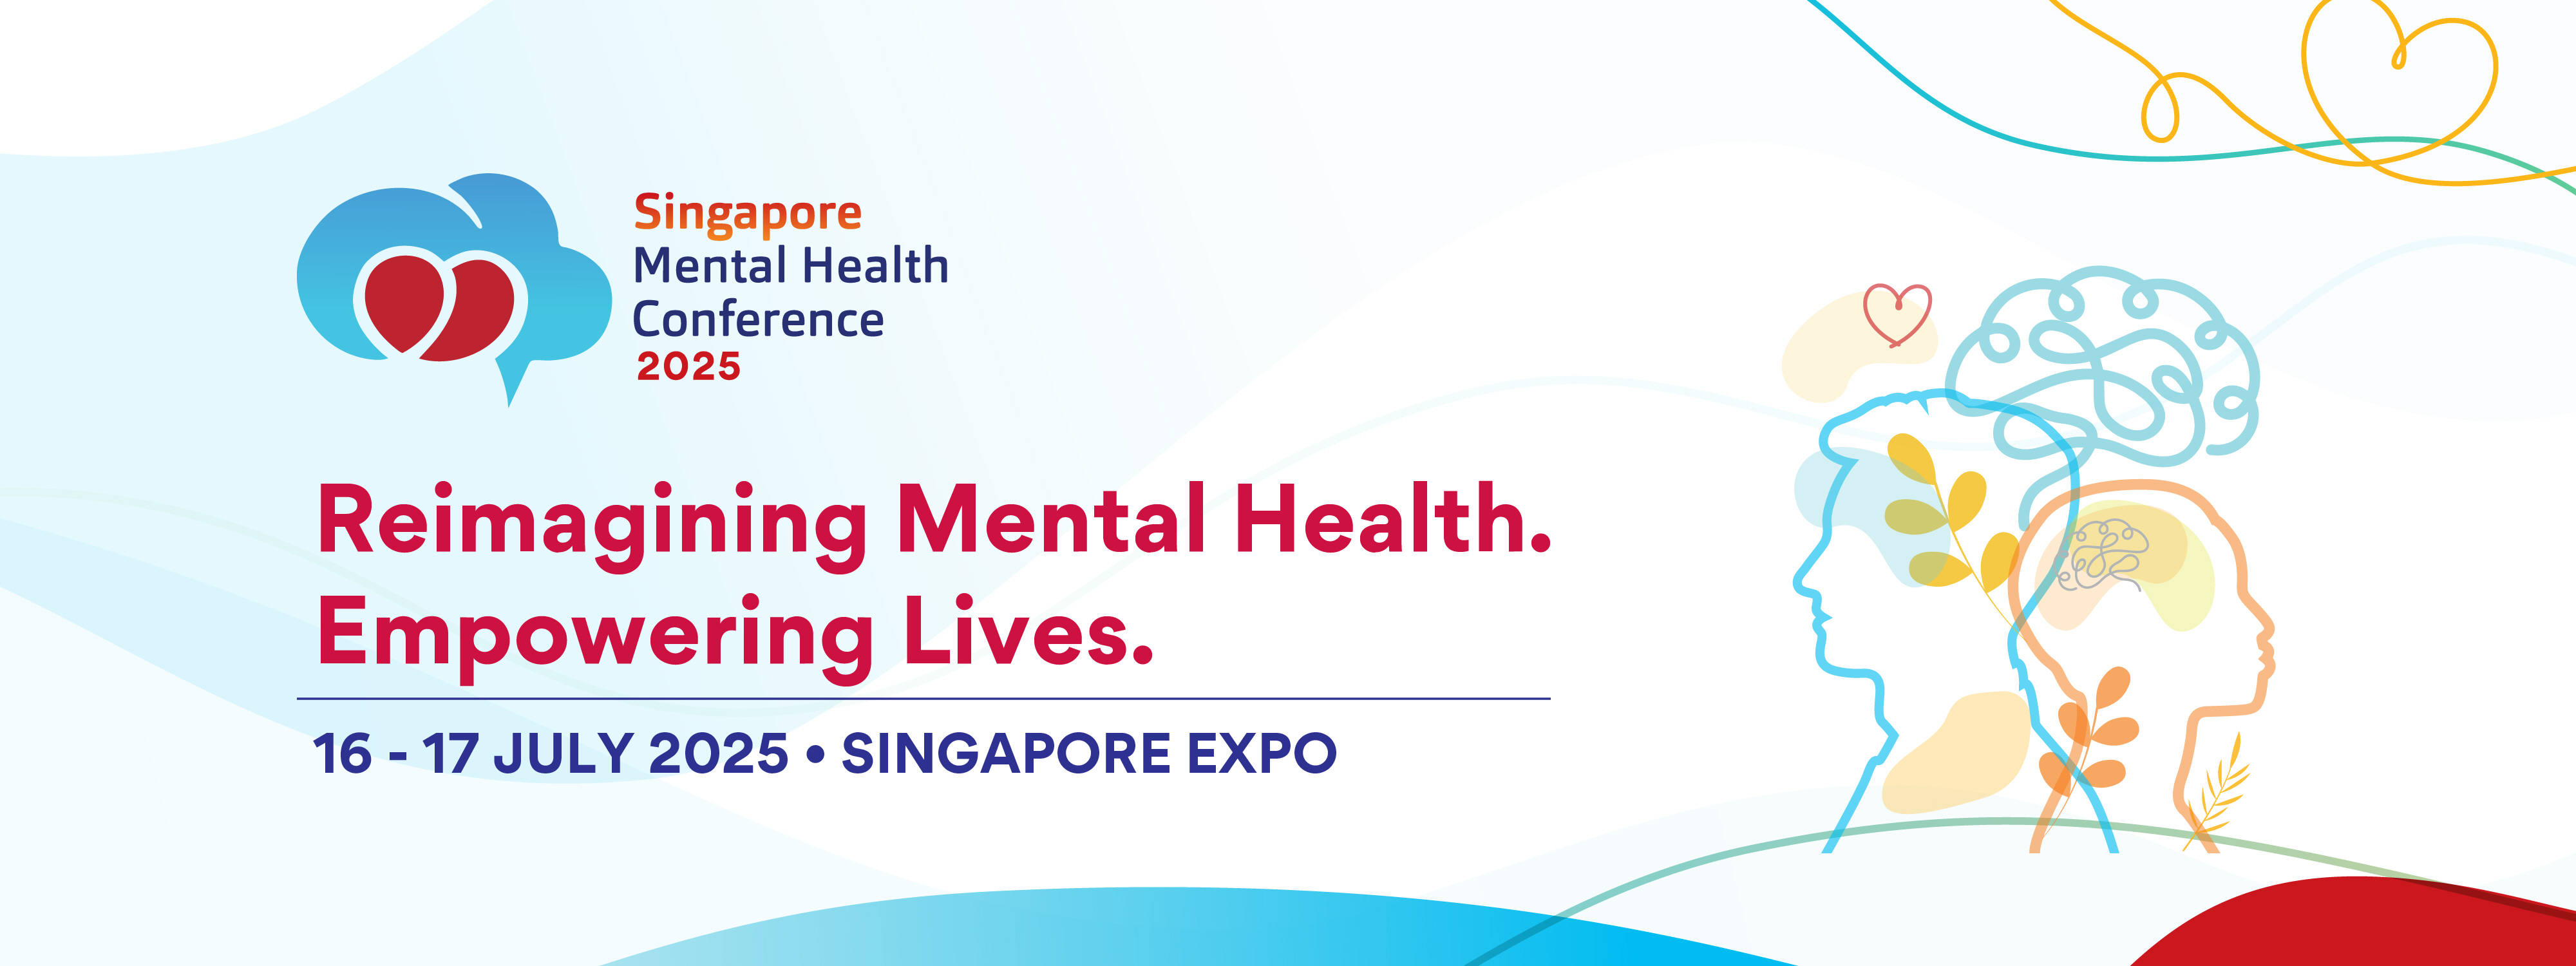 Singapore
Mental Health
Conference
2025
Reimagining Mental Health.
Empowering Lives.
16 - 17 JULY 2025 • SINGAPORE EXPO